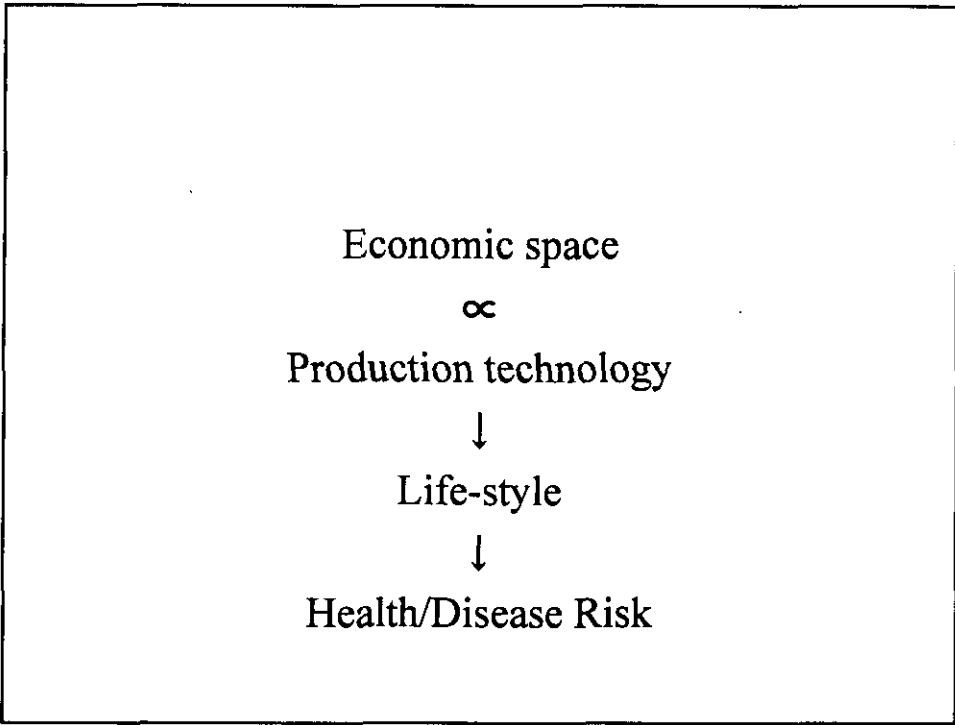 Economic space
∝
Production technology
↓
Life-style
↓
Health/Disease Risk